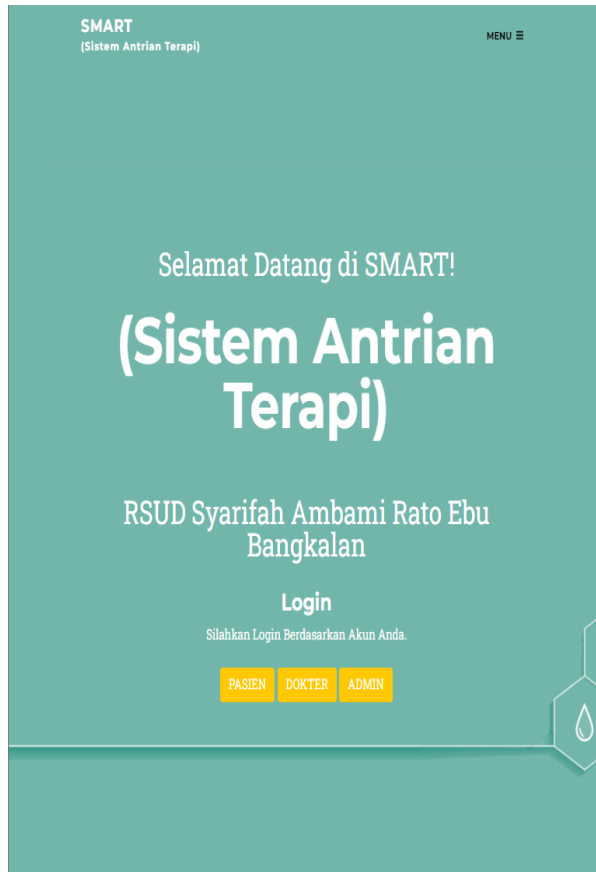 SMART
(Sistem Antrian Terapi)
MENU ☰
Selamat Datang di SMART!
(Sistem Antrian
Terapi)
RSUD Syarifah Ambami Rato Ebu
Bangkalan
Login
Silahkan Login Berdasarkan Akun Anda.
PASIEN DOKTER ADMIN